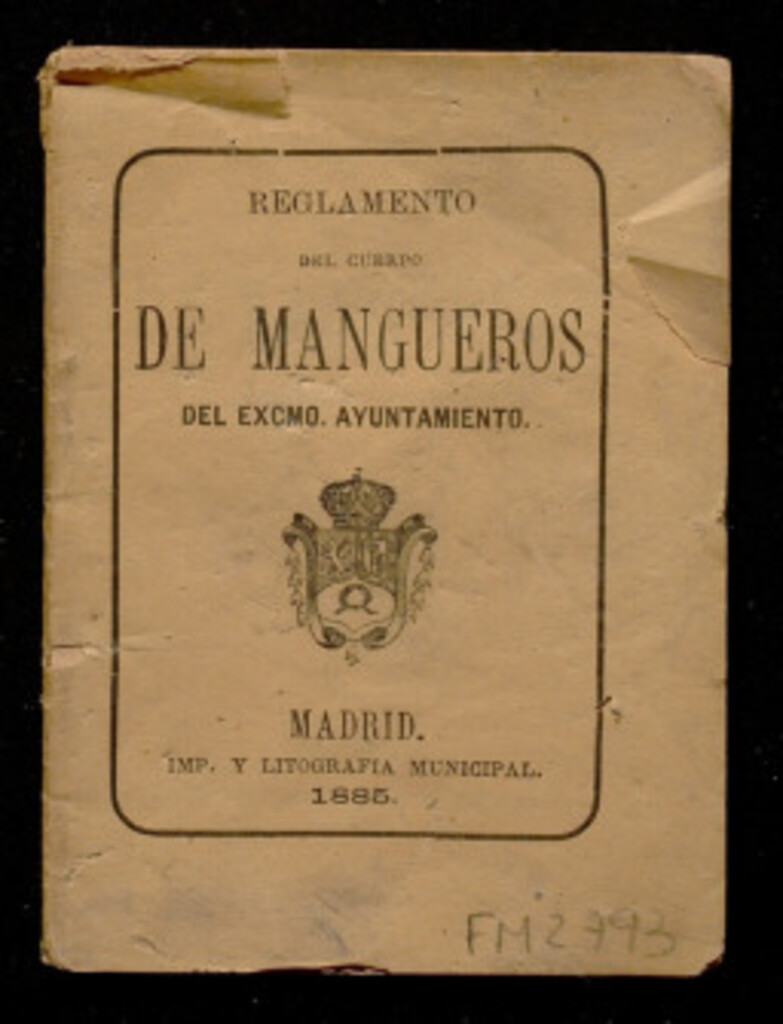 REGLAMENTO
DEL CUERPO
DE MANGUEROS
DEL EXCMO. AYUNTAMIENTO.
MADRID.
IMP. Y LITOGRAFIA MUNICIPAL.
1885.
FM2793